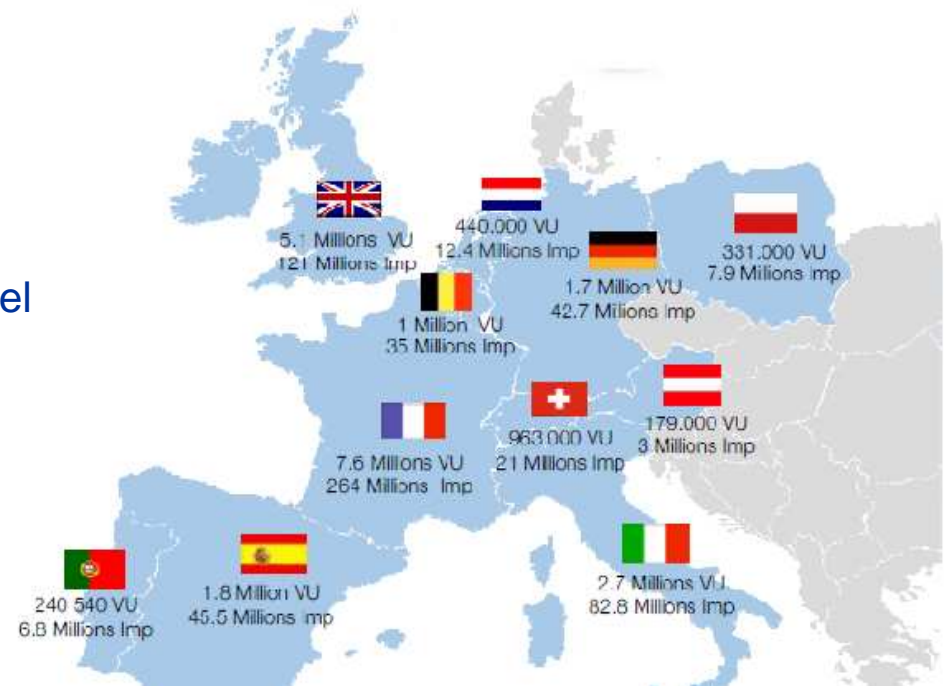 5.1 Millions VU
121 Millions Imp
440.000 VU
12.4 Millions Imp
331.000 VU
7.9 Millions Imp
1.7 Million VU
42.7 Millions Imp
el
1 Million VU
35 Millions Imp
179.000 VU
3 Millions Imp
963.000 VU
21 Millions Imp
7.6 Millions VU
264 Millions Imp
2.7 Millions VU
82.8 Millions Imp
1.8 Million VU
45.5 Millions Imp
240 540 VU
6.8 Millions Imp